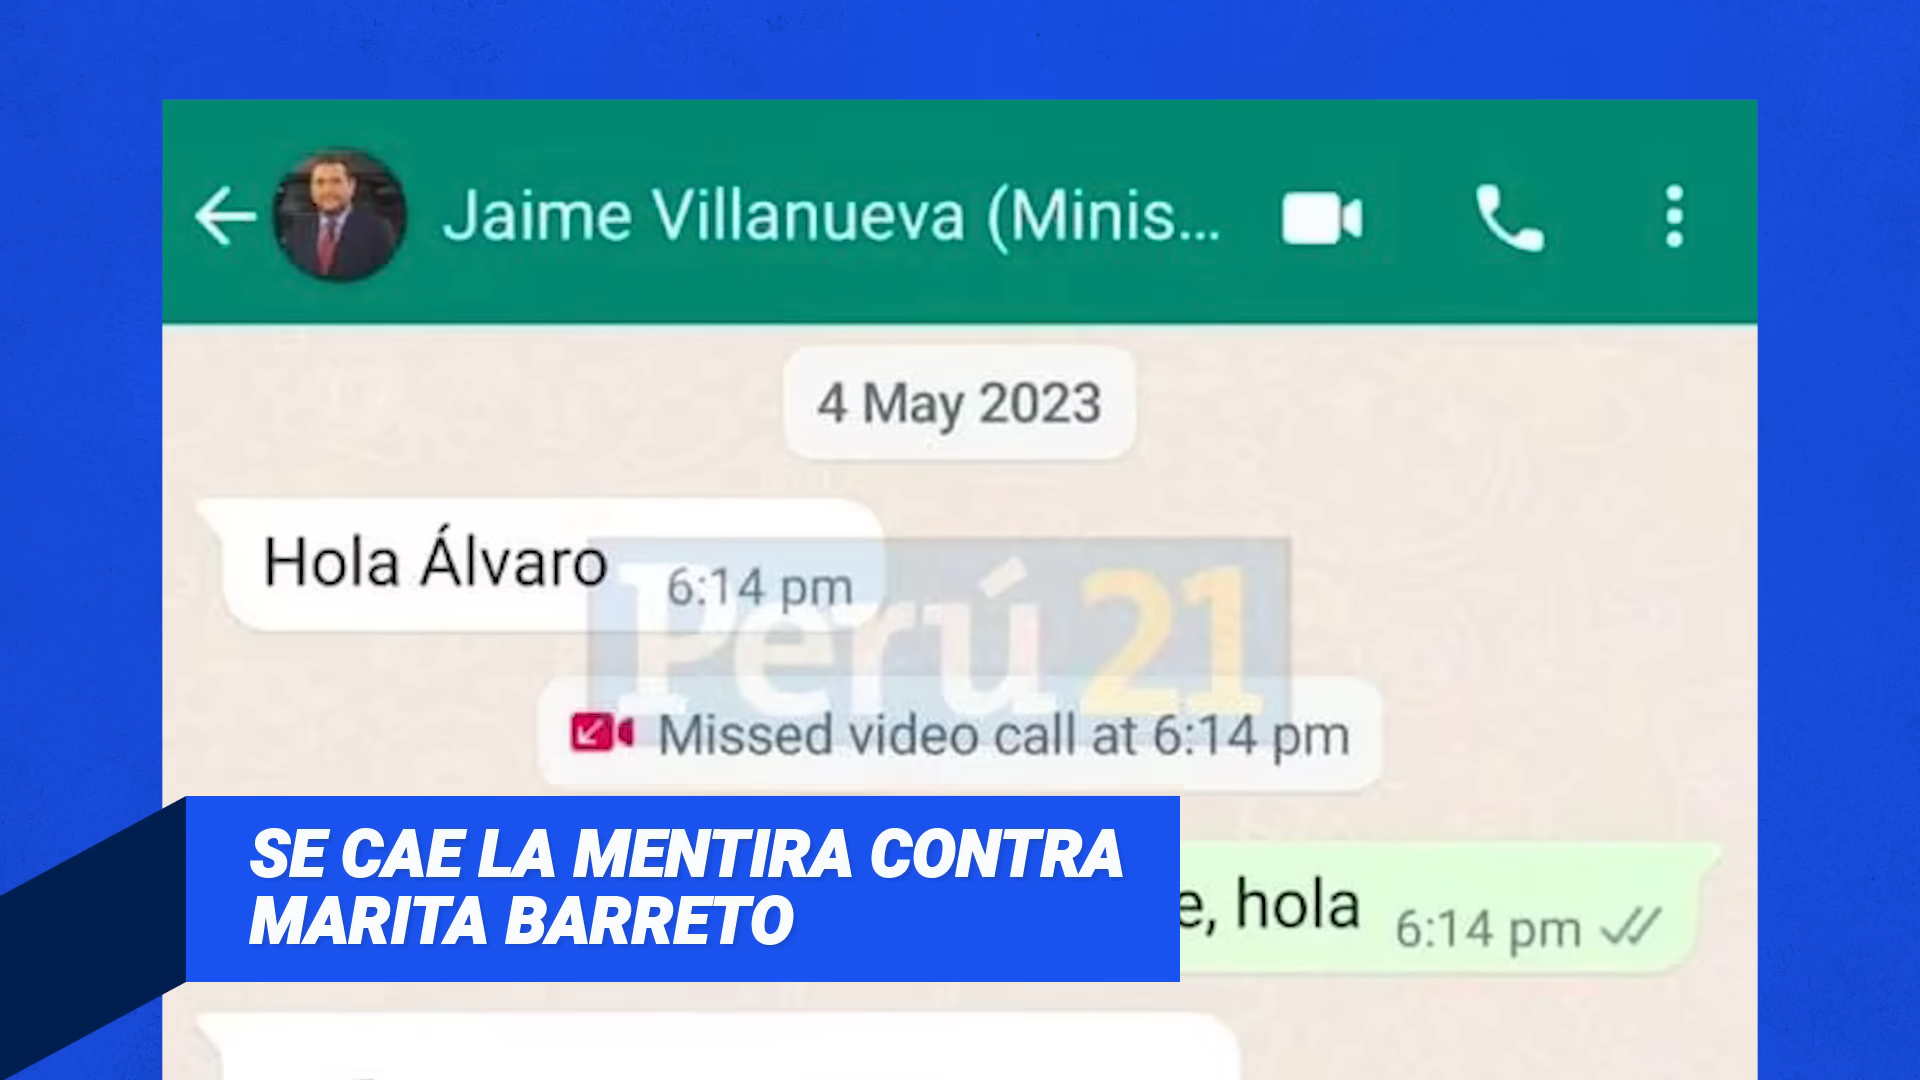 Jaime Villanueva (Minis...
4 May 2023
Hola Álvaro 6:14 pm
Perú21
Missed video call at 6:14 pm
SE CAE LA MENTIRA CONTRA
MARITA BARRETO
e, hola 6:14 pm